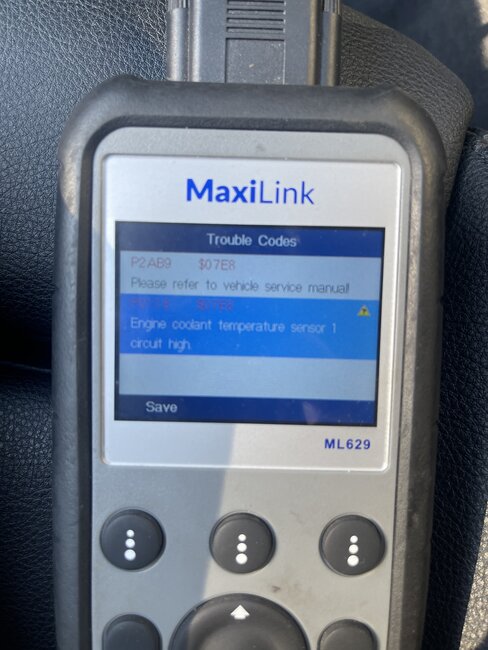 MaxiLink
Trouble Codes
P2AB9 $07E8
Please refer to vehicle service manual!
Engine coolant temperature sensor 1
circuit high.
Save
ML629